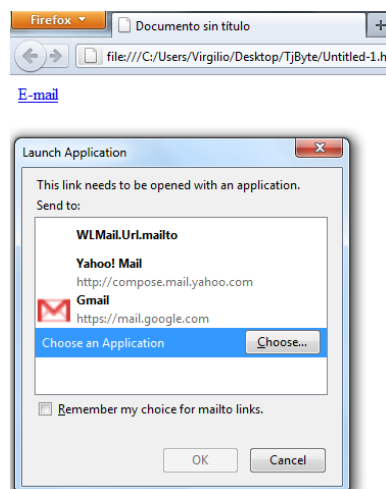 Firefox
Documento sin título
file:///C:/Users/Virgilio/Desktop/TjByte/Untitled-1.h
E-mail
Launch Application
This link needs to be opened with an application.
Send to:
WLMail.Url.mailto
Yahoo! Mail
http://compose.mail.yahoo.com
Gmail
https://mail.google.com
Choose an Application
Choose...
Remember my choice for mailto links.
OK
Cancel